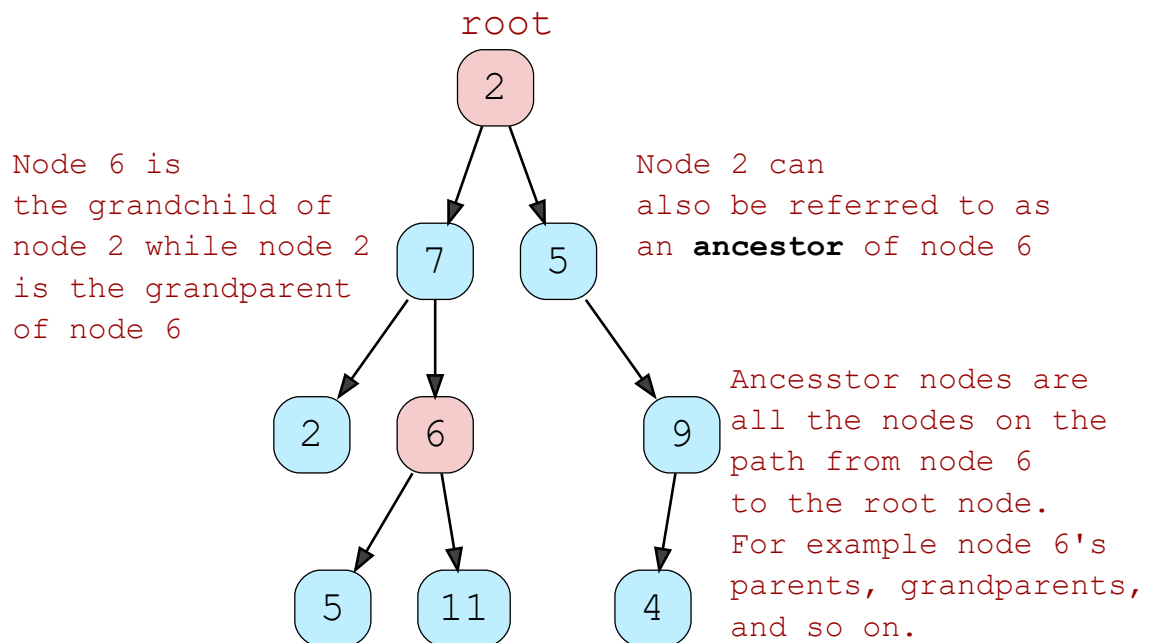 root
2
Node 6 is
the grandchild of
node 2 while node 2
is the grandparent
of node 6
Node 2 can
also be referred to as
an ancestor of node 6
7
5
2
6
9
Ancesstor nodes are
all the nodes on the
path from node 6
to the root node.
For example node 6's
parents, grandparents,
and so on.
5
11
4